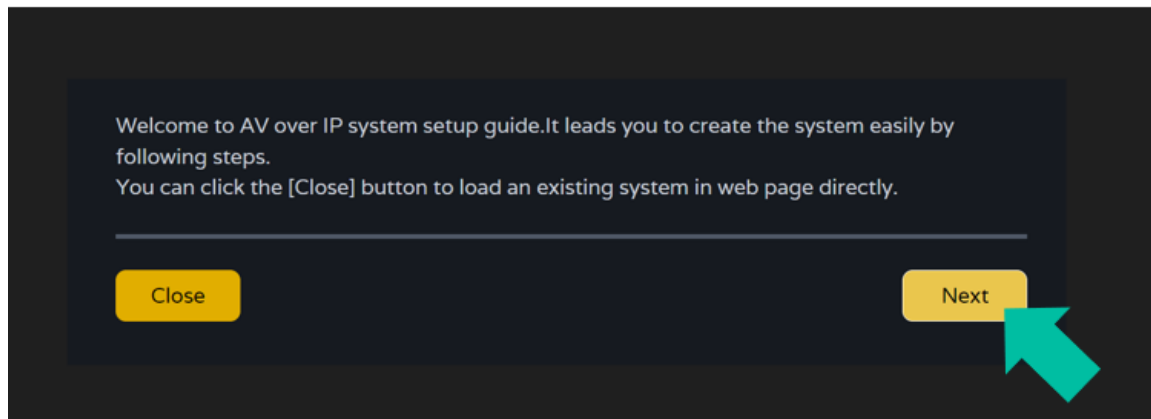 Welcome to AV over IP system setup guide.It leads you to create the system easily by
following steps.
You can click the [Close] button to load an existing system in web page directly.
Close
Next